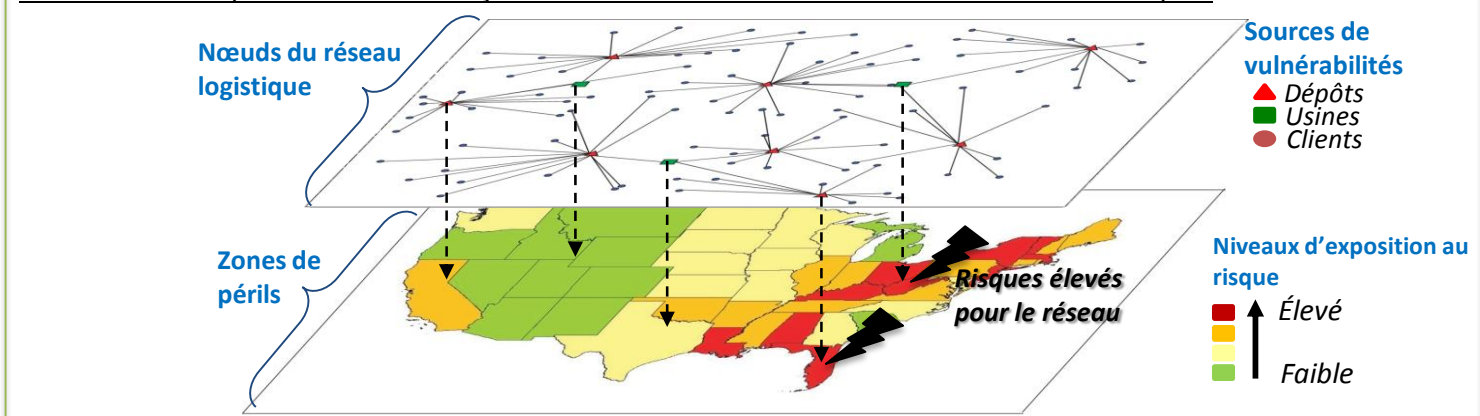 Nœuds du réseau
logistique
Sources de
vulnérabilités
Dépôts
Usines
Clients
Zones de
périls
Risques élevés
pour le réseau
Niveaux d’exposition au
risque
Élevé
Faible